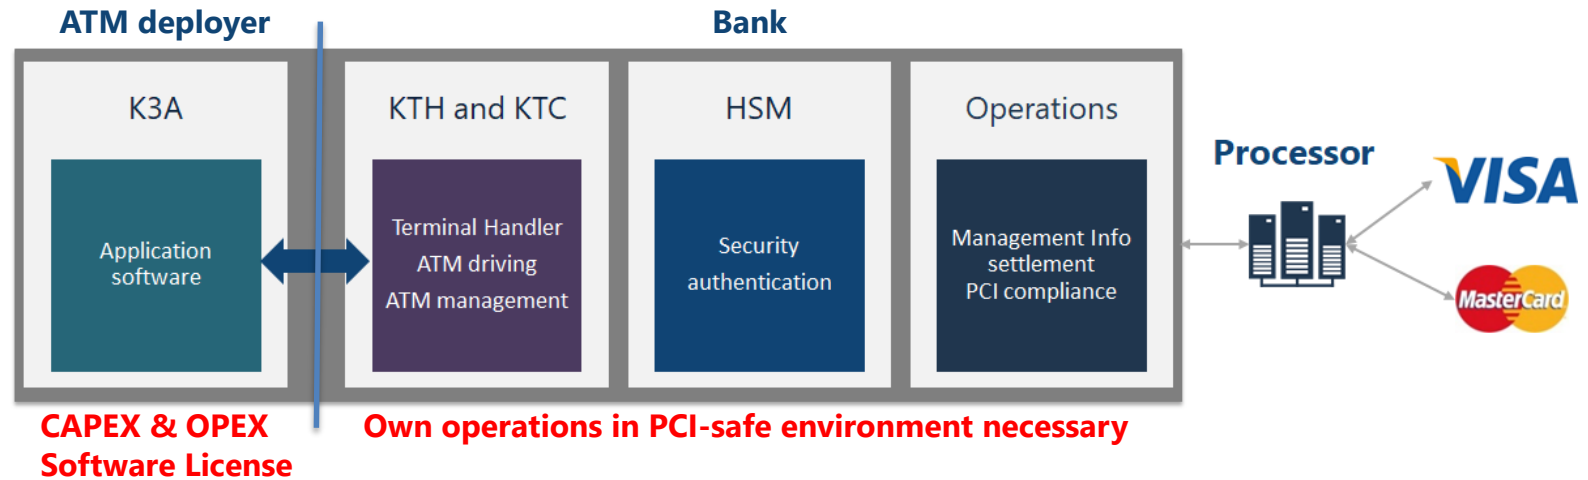 ATM deployer
Bank
K3A
Application
software
KTH and KTC
Terminal Handler
ATM driving
ATM management
HSM
Security
authentication
Operations
Management Info
settlement
PCI compliance
Processor
VISA
MasterCard
CAPEX & OPEX
Software License
Own operations in PCI-safe environment necessary